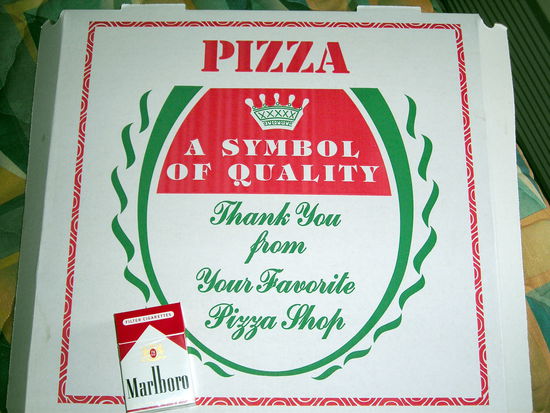 PIZZA
A SYMBOL
OF QUALITY
Thank You
from
Your Favorite
Pizza Shop
FILTER CIGARETTES
Marlboro